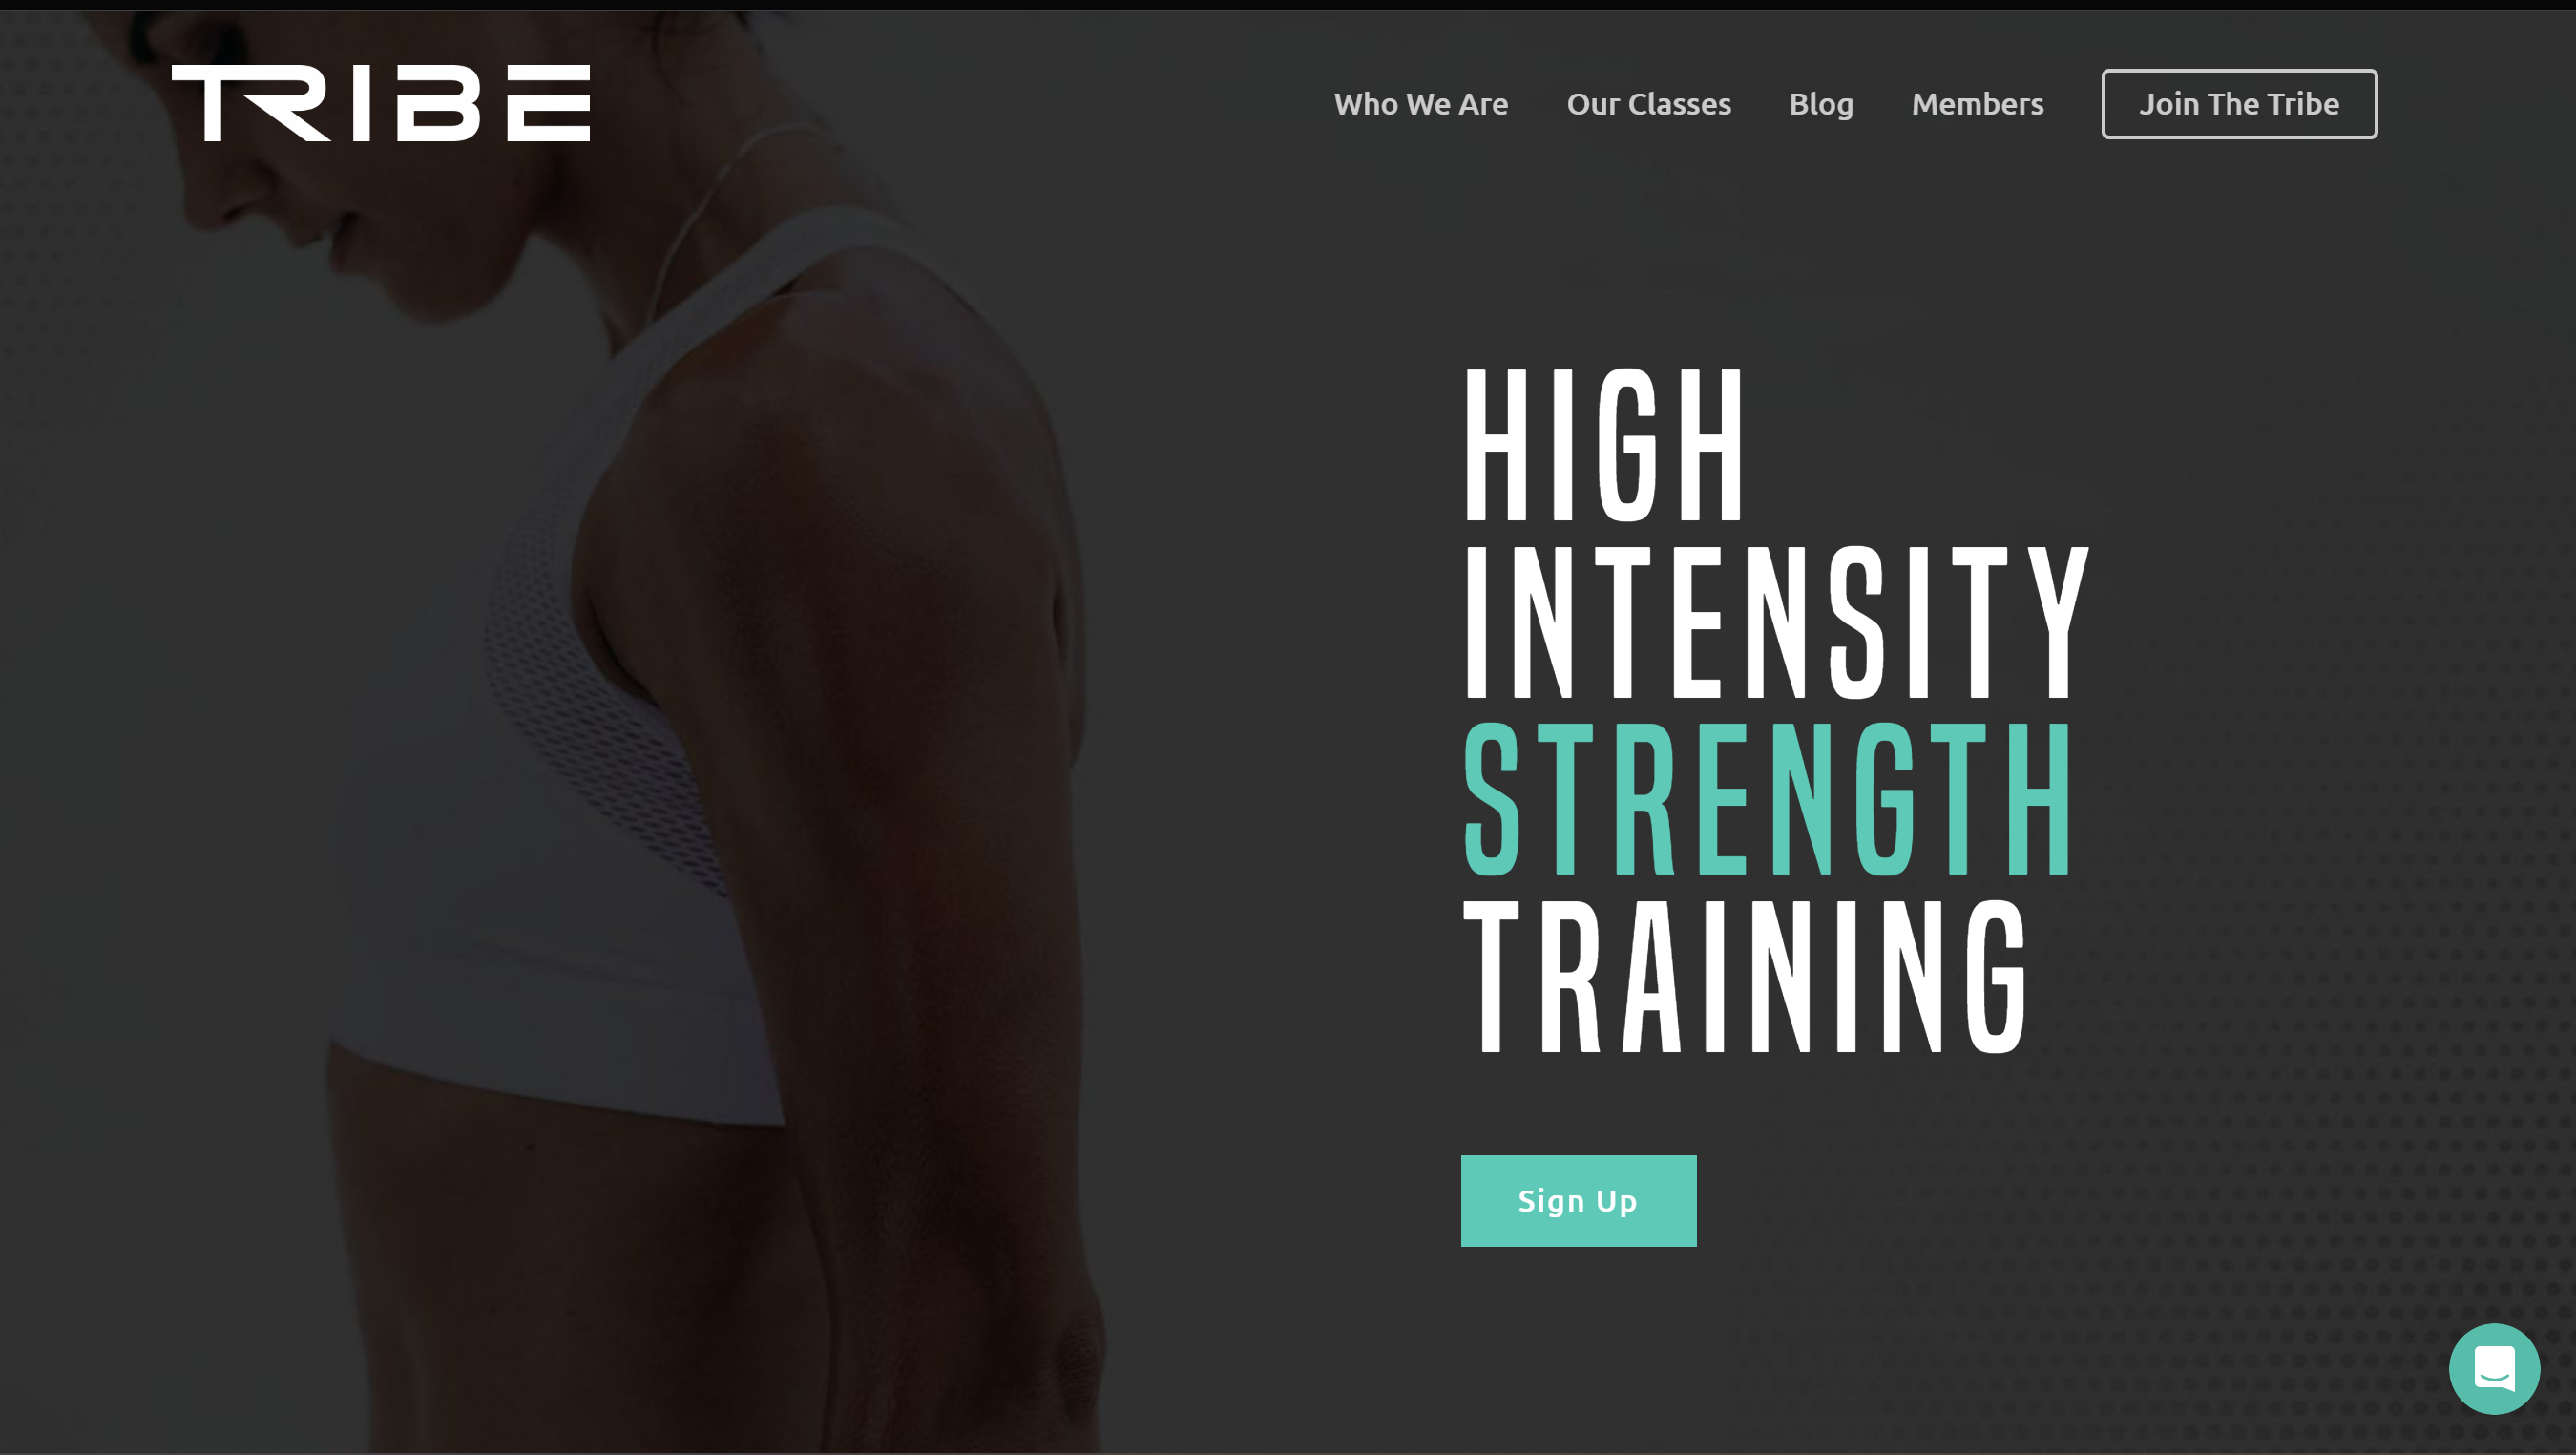 TRIBE
Who We Are
Our Classes
Blog
Members
Join The Tribe
HIGH
INTENSITY
STRENGTH
TRAINING
Sign Up